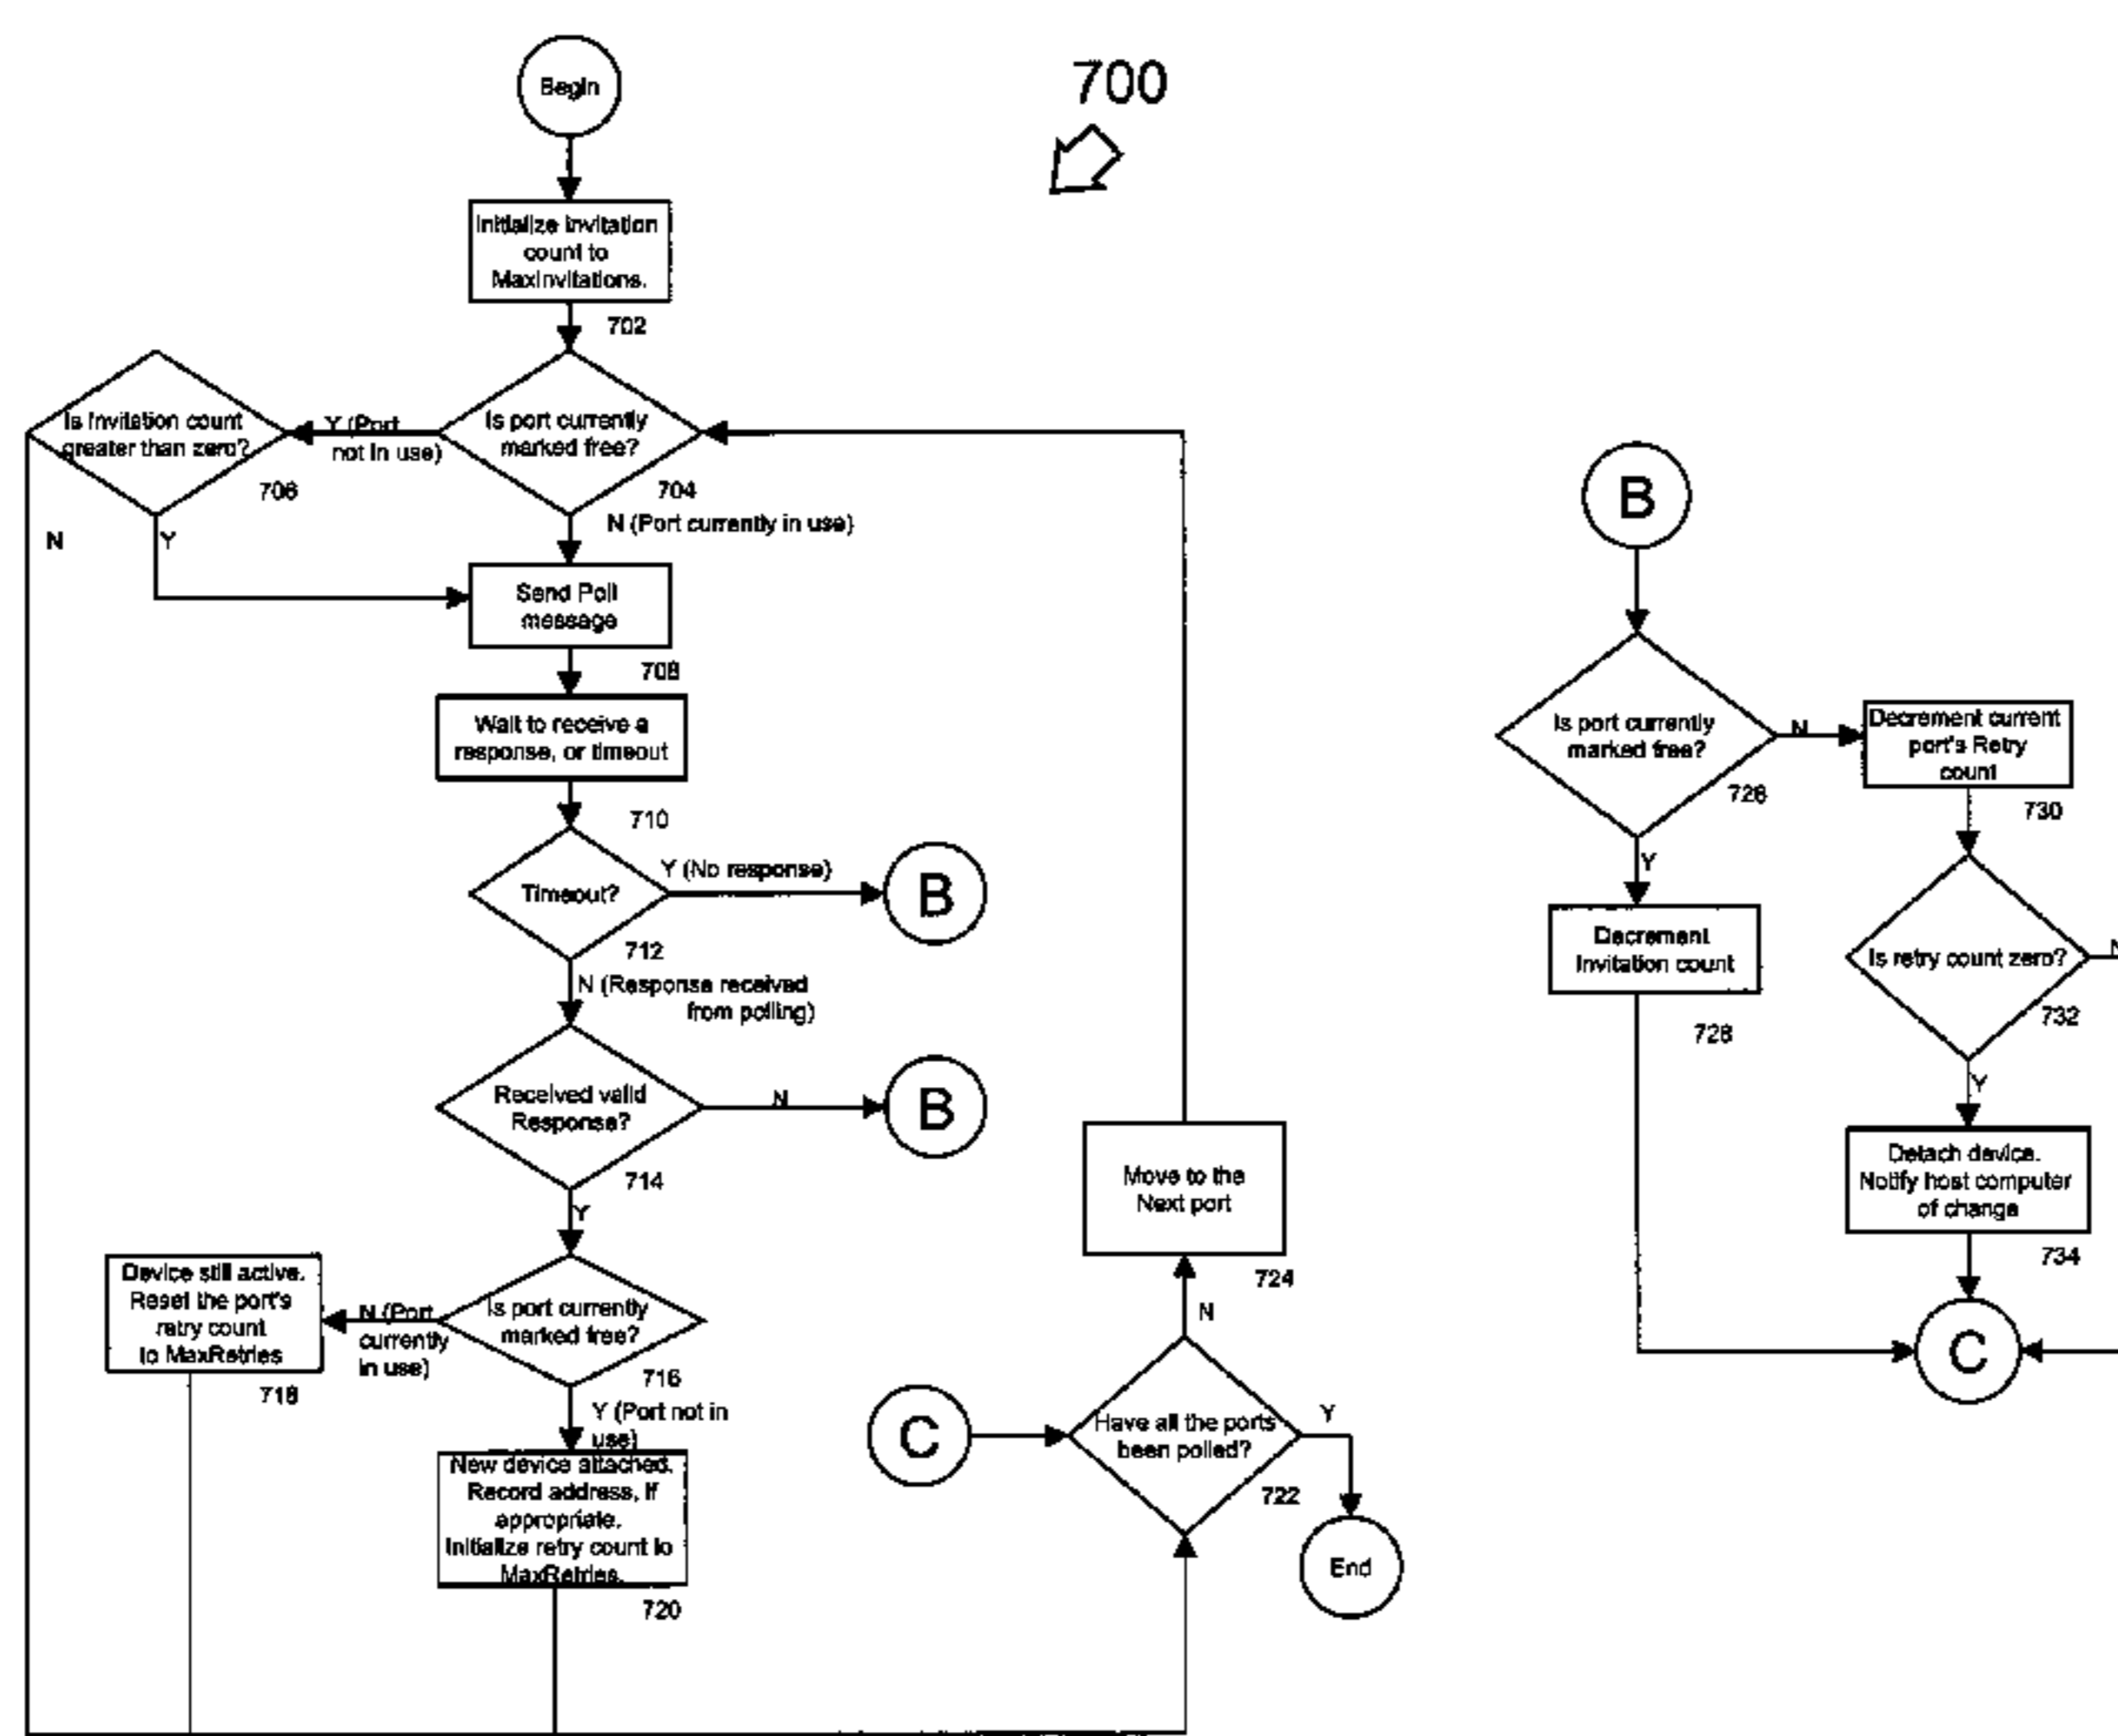 Begin
700
Initialize invitation
count to
MaxInvitations.
702
Is Invitation count
greater than zero?
706
Y (Port
not in use)
Is port currently
marked free?
704
N (Port currently in use)
N
Y
Send Poll
message
708
Wait to receive a
response, or timeout
710
Timeout?
Y (No response)
B
712
N (Response received
from polling)
Received valid
Response?
N
B
714
Y
Device still active.
Reset the port's
retry count
to MaxRetries
718
N (Port
currently
in use)
Is port currently
marked free?
716
Y (Port not in
use)
New device attached.
Record address, if
appropriate.
Initialize retry count to
MaxRetries.
720
Move to the
Next port
724
N
C
Have all the ports
been polled?
Y
722
End
B
Is port currently
marked free?
N
726
Y
Decrement current
port's Retry
count
730
Decrement
Invitation count
728
Is retry count zero?
N
732
Y
Detach device.
Notify host computer
of change
734
C